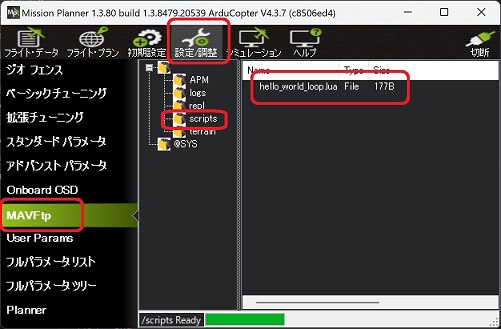 Mission Planner 1.3.80 build 1.3.8479.20539 ArduCopter V4.3.7 (c8506ed4)
フライト・データ フライト・プラン 初期設定 設定/調整 シミュレーション ヘルプ 切断
ジオ フェンス
ベーシックチューニング
拡張チューニング
スタンダード パラメータ
アドバンスト パラメータ
Onboard OSD
MAVFtp
User Params
フルパラメータリスト
フルパラメータツリー
Planner
APM
logs
repl
scripts
terrain
@SYS
Name Type Size
hello_world_loop.lua File 177B
/scripts Ready